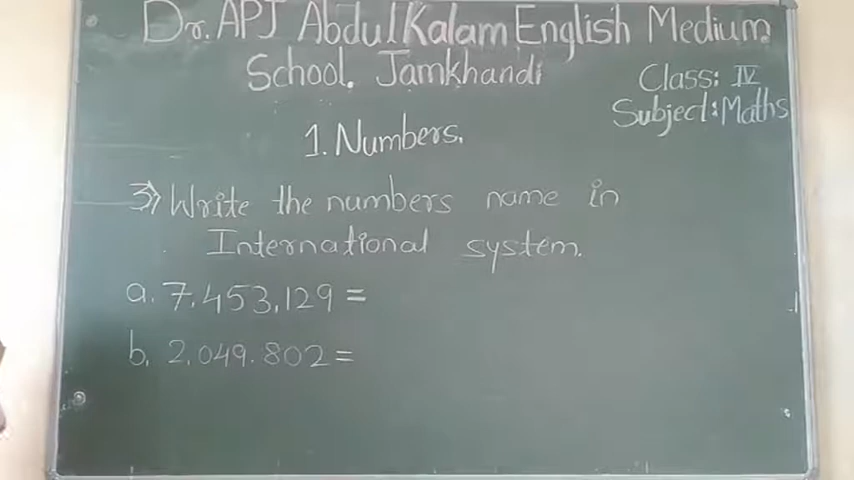 Dr. APJ Abdul Kalam English Medium
School. Jamkhandi
Class: IV
Subject: Maths
1. Numbers.
3) Write the numbers name in
International system.
a. 7,453,129 =
b. 2,049.802 =